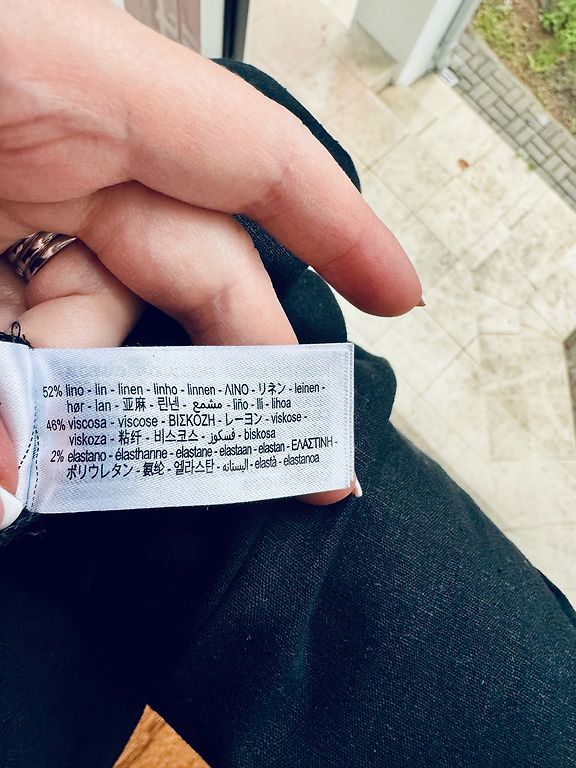 52% lino - lin - linen - linho - linnen - ΛΙΝΟ - リネン - leinen -
hør - lan - 亚麻 - 린넨 - مشمع - liño - lli - lihoa
46% viscosa - viscose - ΒΙΣΚΟΖΗ - レーヨン - viskose -
viskoza - 粘纤 - 비스코스 - فسكوز - biskosa
2% elastano - élasthanne - elastane - elastaan - elastan - ΕΛΑΣΤΙΝΗ -
ポリウレタン - 氨纶 - 엘라스탄 - اليستانه - elastà - elastanoa